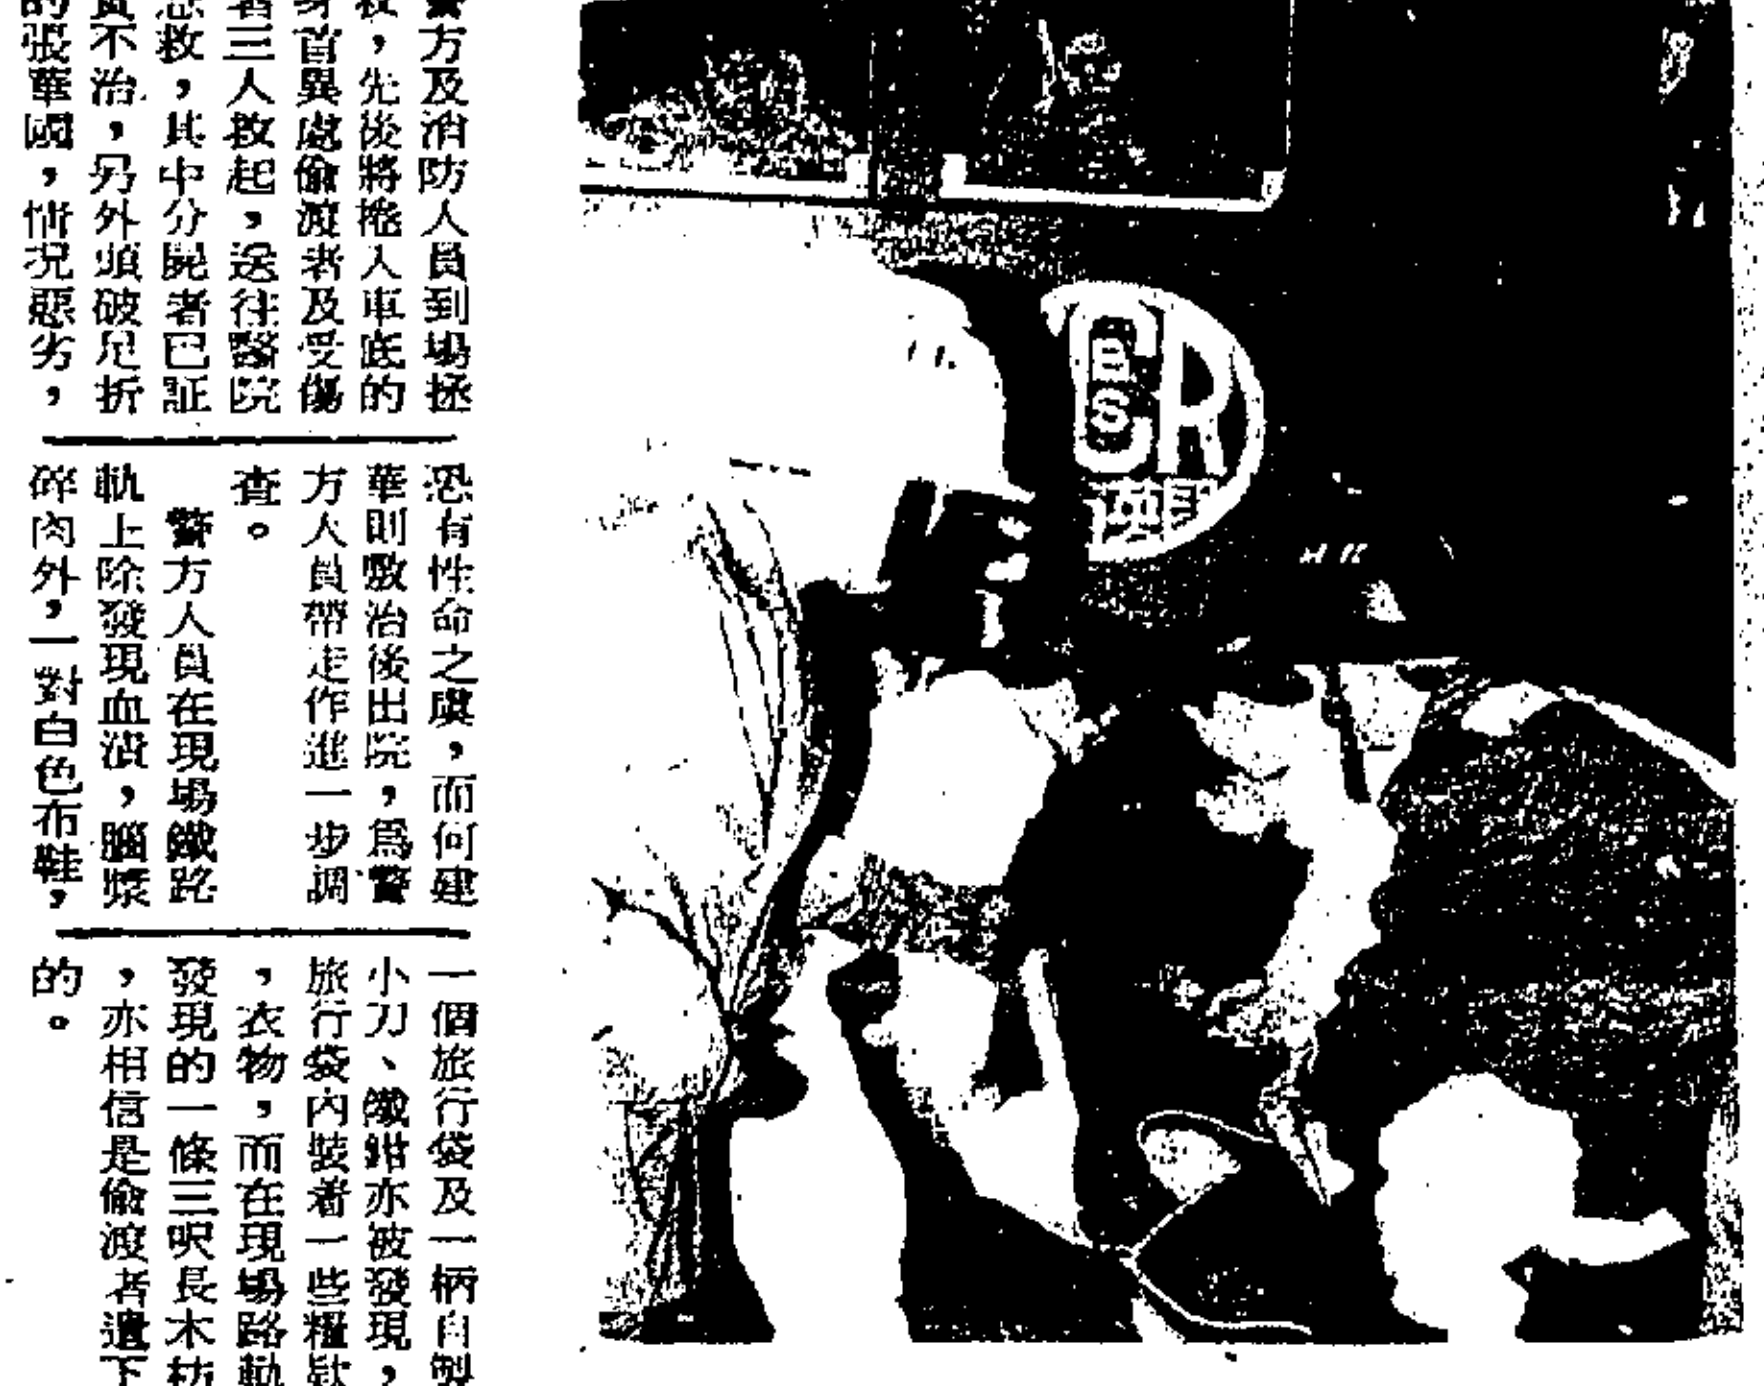 警方及消防人員到場拯
救，先後將捲入車底的
身首異處偷渡者及受傷
者三人救起，送往醫院
急救，其中分屍者已証
實不治，另外頭破足折
的張華國，情況惡劣，
恐有性命之虞，而何建
華則敷治後出院，爲警
方人員帶走作進一步調
查。
警方人員在現場鐵路
軌上除發現血漬，腦漿
碎肉外，一對白色布鞋，
一個旅行袋及一柄自製
小刀、鐵鉗亦被發現，
旅行袋內裝着一些糧
，衣物，而在現場路軌
發現的一條三呎長木枋
，亦相信是偷渡者遺下
的。
CR
BS